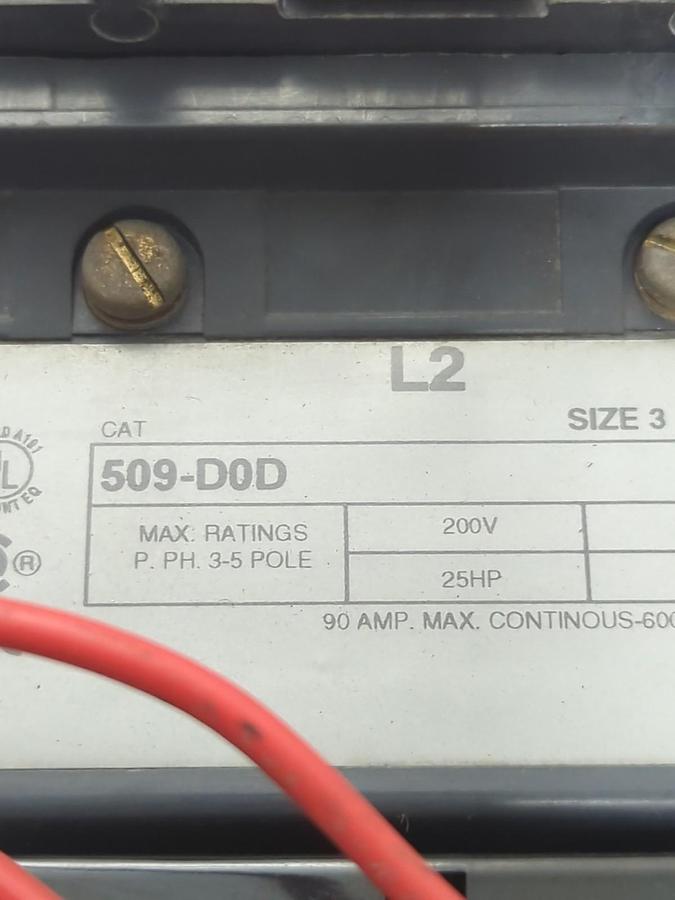 L2
CAT
SIZE 3
509-D0D
MAX. RATINGS
P. PH. 3-5 POLE
200V
25HP
90 AMP. MAX. CONTINOUS-600
®